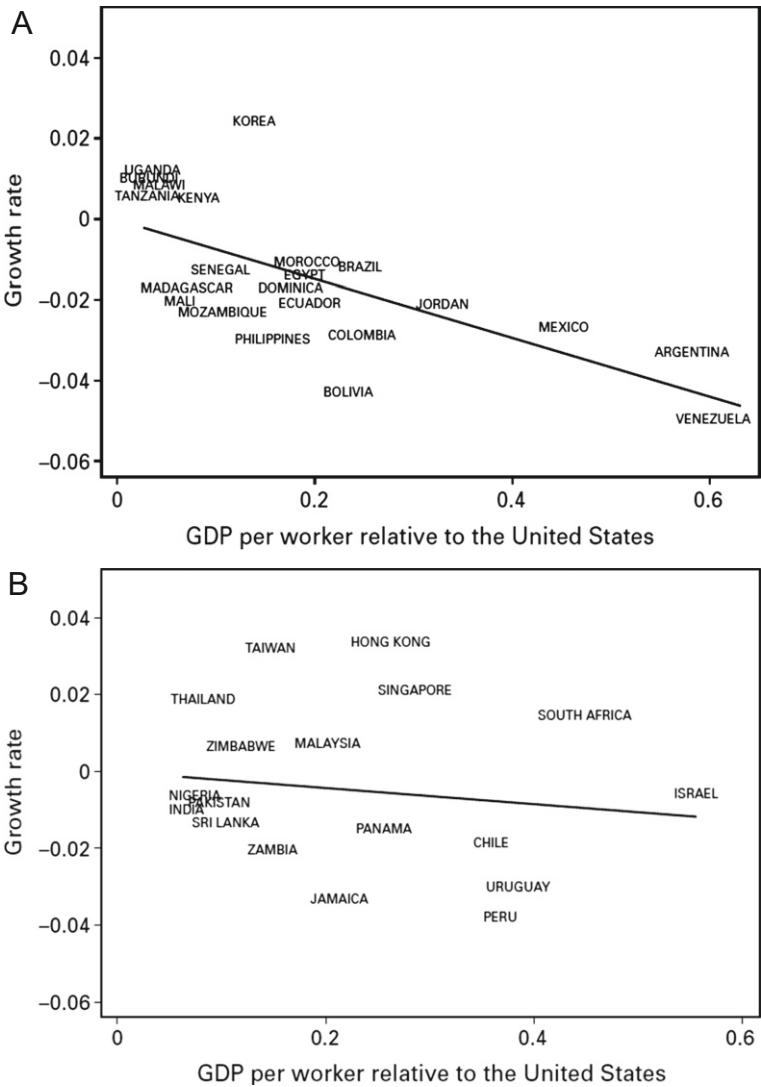 A
0.04
0.02
0
−0.02
−0.04
−0.06
Growth rate
KOREA
UGANDA
BURUNDI
MALAWI
TANZANIA KENYA
MOROCCO
BRAZIL
SENEGAL
EGYPT
MADAGASCAR
DOMINICA
MALI
ECUADOR
JORDAN
MOZAMBIQUE
MEXICO
PHILIPPINES
COLOMBIA
ARGENTINA
BOLIVIA
VENEZUELA
0 0.2 0.4 0.6
GDP per worker relative to the United States
B
0.04
0.02
0
−0.02
−0.04
−0.06
Growth rate
TAIWAN
HONG KONG
THAILAND
SINGAPORE
SOUTH AFRICA
ZIMBABWE
MALAYSIA
NIGERIA
ISRAEL
PAKISTAN
INDIA
SRI LANKA
PANAMA
ZAMBIA
CHILE
JAMAICA
URUGUAY
PERU
0 0.2 0.4 0.6
GDP per worker relative to the United States